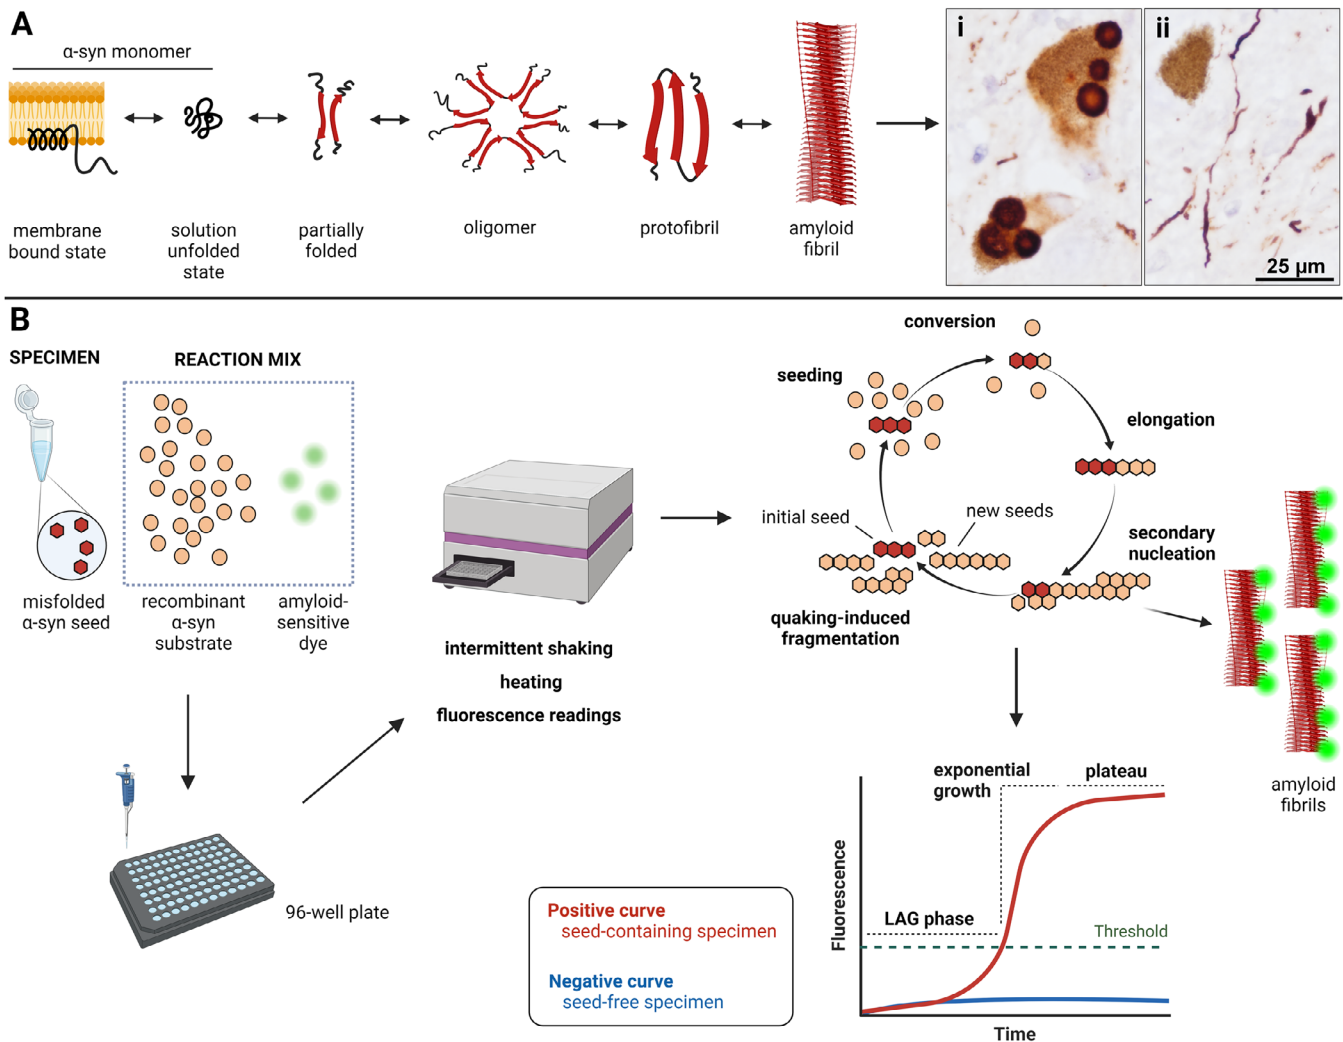 A
α-syn monomer
membrane
bound state
solution
unfolded
state
partially
folded
oligomer
protofibril
amyloid
fibril
i
ii
25 µm
B
SPECIMEN
REACTION MIX
misfolded
α-syn seed
recombinant
α-syn
substrate
amyloid-
sensitive
dye
96-well plate
intermittent shaking
heating
fluorescence readings
conversion
seeding
elongation
initial seed
new seeds
secondary
nucleation
quaking-induced
fragmentation
amyloid
fibrils
Positive curve
seed-containing specimen
Negative curve
seed-free specimen
exponential
growth
plateau
LAG phase
Threshold
Fluorescence
Time